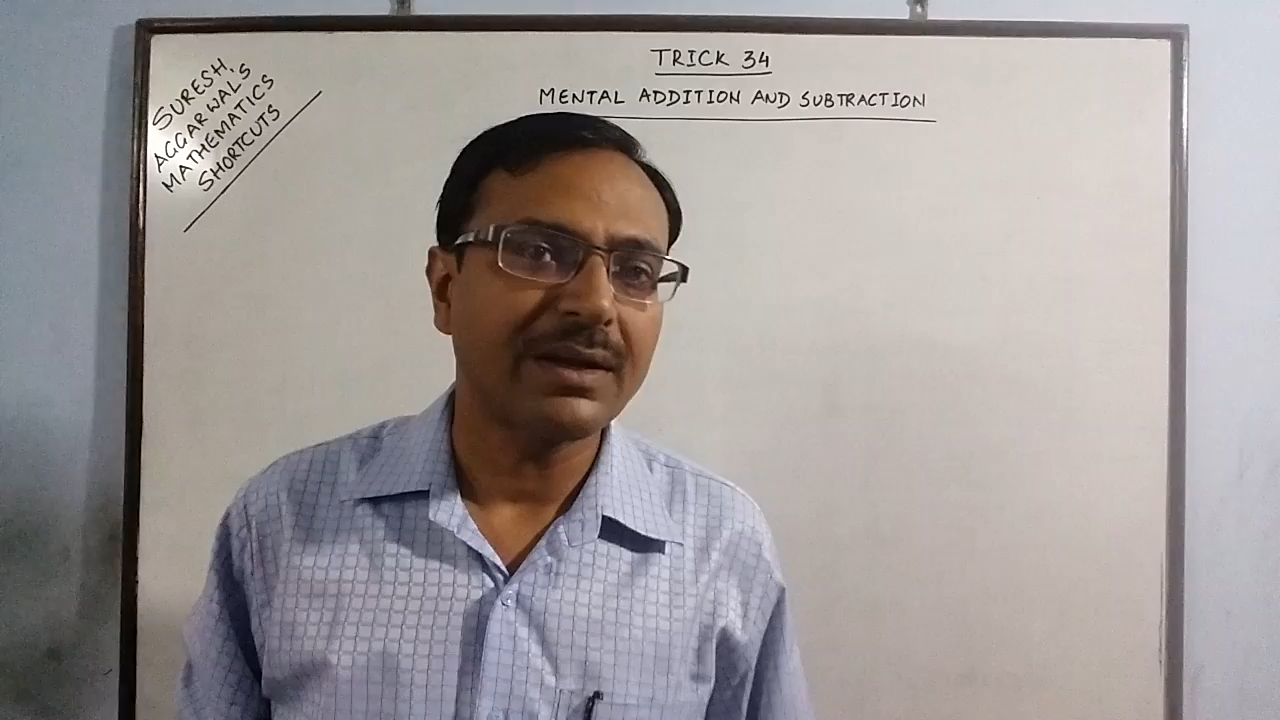 SURESH
AGGARWAL'S
MATHEMATICS
SHORTCUTS
TRICK 34
MENTAL ADDITION AND SUBTRACTION